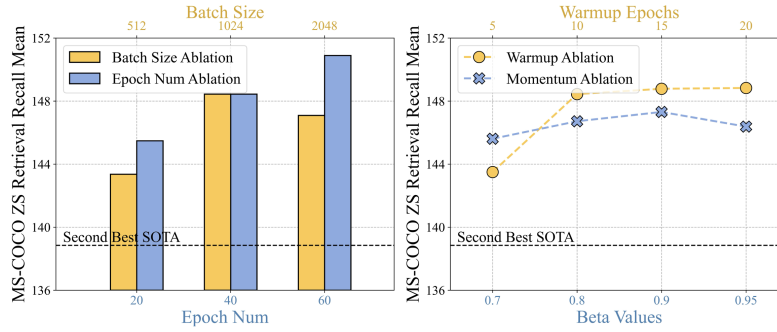 Batch Size
512 1024 2048
MS-COCO ZS Retrieval Recall Mean
152
148
144
140
136
Batch Size Ablation
Epoch Num Ablation
Second Best SOTA
20 40 60
Epoch Num
Warmup Epochs
5 10 15 20
MS-COCO ZS Retrieval Recall Mean
152
148
144
140
136
Warmup Ablation
Momentum Ablation
Second Best SOTA
0.7 0.8 0.9 0.95
Beta Values